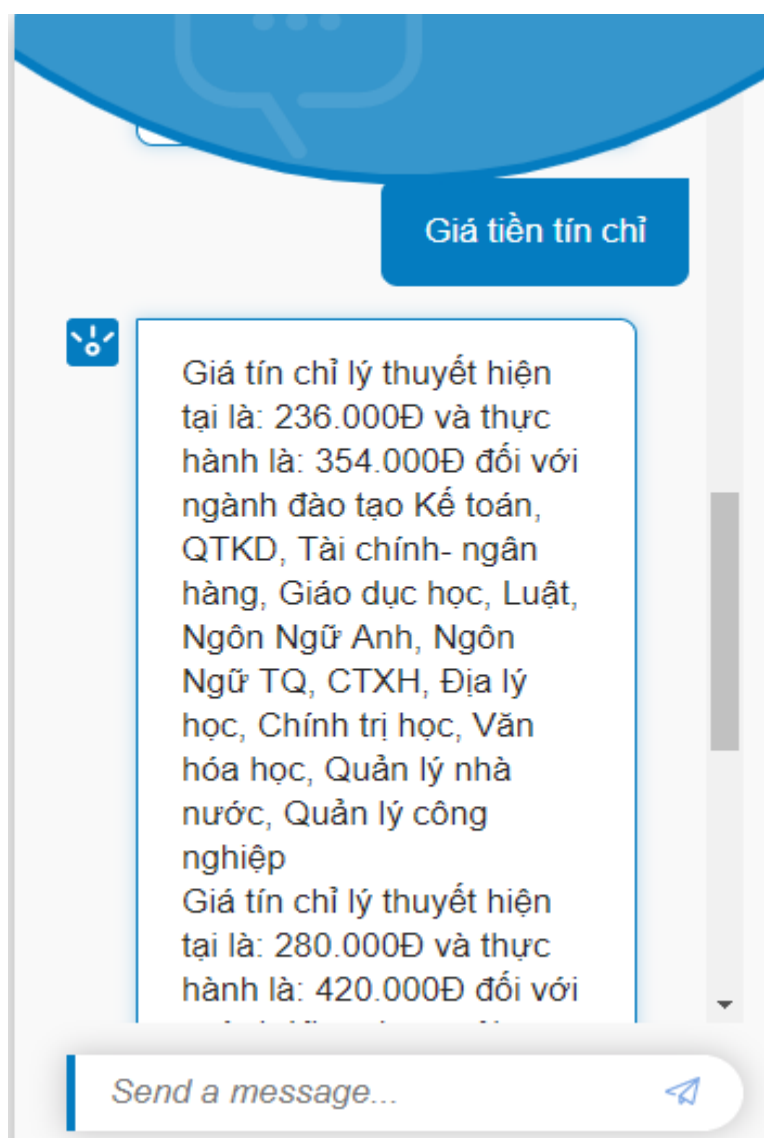 Giá tiền tín chỉ
Giá tín chỉ lý thuyết hiện
tại là: 236.000Đ và thực
hành là: 354.000Đ đối với
ngành đào tạo Kế toán,
QTKD, Tài chính- ngân
hàng, Giáo dục học, Luật,
Ngôn Ngữ Anh, Ngôn
Ngữ TQ, CTXH, Địa lý
học, Chính trị học, Văn
hóa học, Quản lý nhà
nước, Quản lý công
nghiệp
Giá tín chỉ lý thuyết hiện
tại là: 280.000Đ và thực
hành là: 420.000Đ đối với
Send a message...